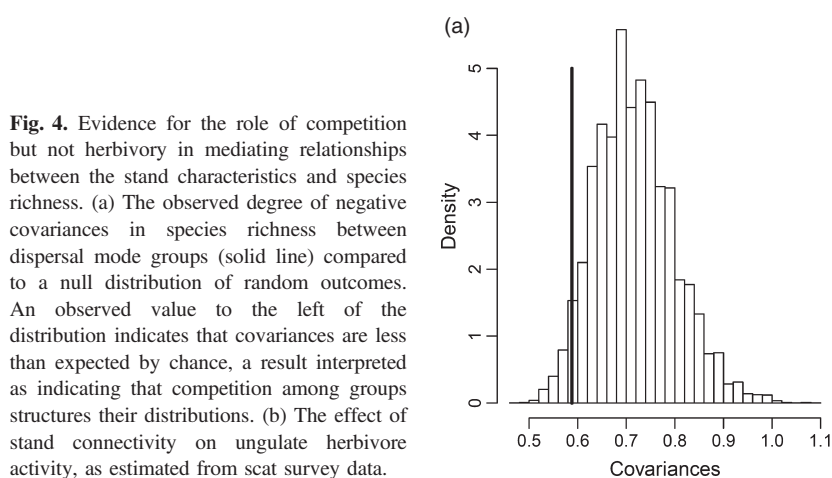 (a)
Fig. 4. Evidence for the role of competition
but not herbivory in mediating relationships
between the stand characteristics and species
richness. (a) The observed degree of negative
covariances in species richness between
dispersal mode groups (solid line) compared
to a null distribution of random outcomes.
An observed value to the left of the
distribution indicates that covariances are less
than expected by chance, a result interpreted
as indicating that competition among groups
structures their distributions. (b) The effect of
stand connectivity on ungulate herbivore
activity, as estimated from scat survey data.
Density
5
4
3
2
1
0
0.5 0.6 0.7 0.8 0.9 1.0 1.1
Covariances